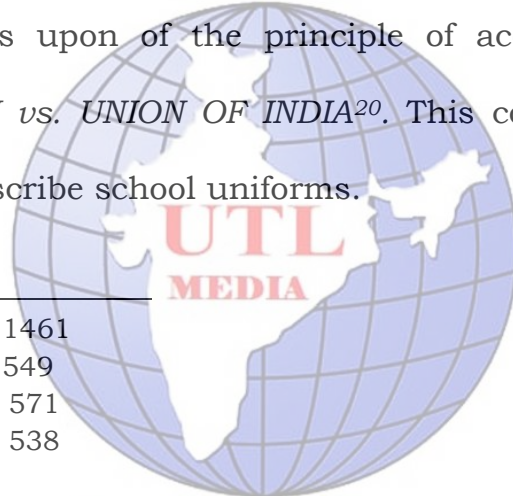 s upon of the principle of ac
vs. UNION OF INDIA20. This co
scribe school uniforms.
UTL
MEDIA
1461
549
571
538